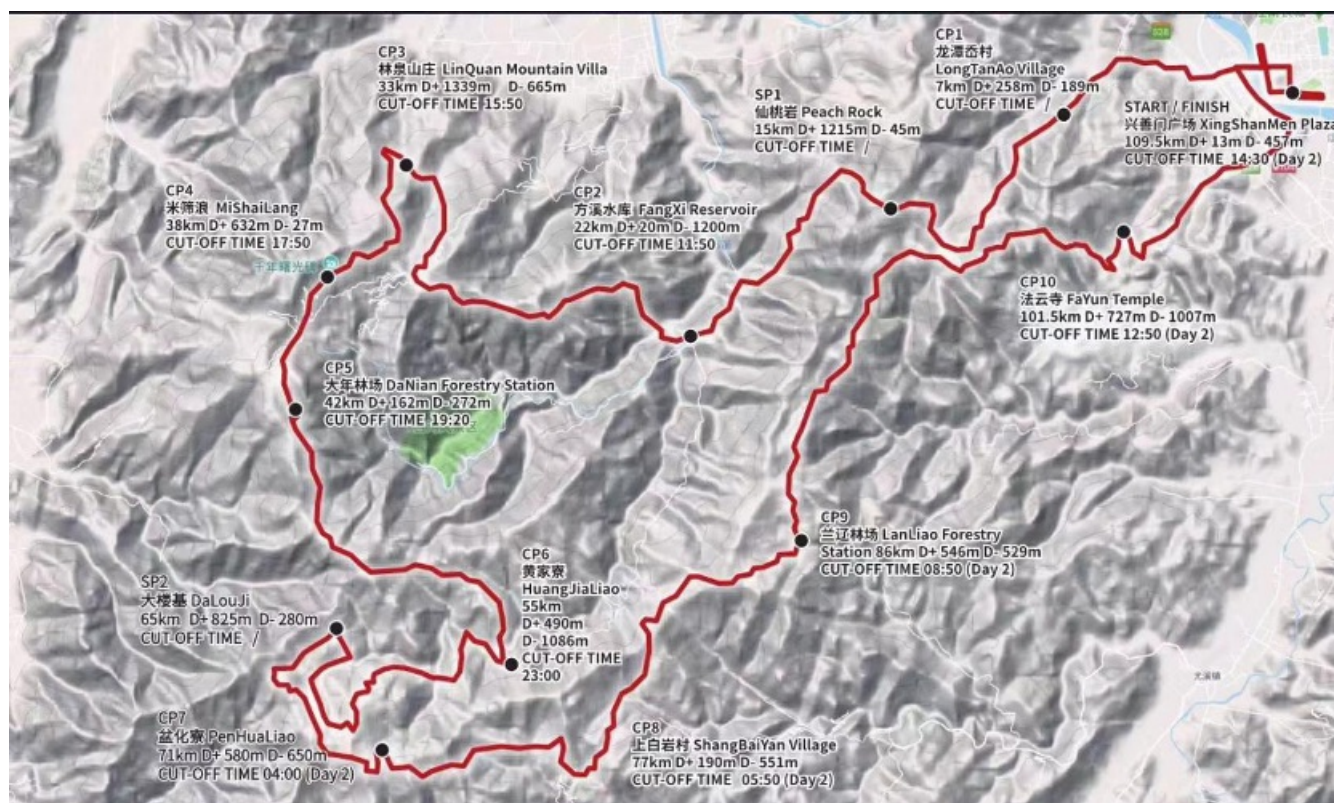 CP3
林泉山庄 LinQuan Mountain Villa
33km D+ 1339m D- 665m
CUT-OFF TIME 15:50
CP1
龙潭岙村
LongTanAo Village
7km D+ 258m D- 189m
CUT-OFF TIME /
SP1
仙桃岩 Peach Rock
15km D+ 1215m D- 45m
CUT-OFF TIME /
START / FINISH
兴善门广场 XingShanMen Plaza
109.5km D+ 13m D- 457m
CUT-OFF TIME 14:30 (Day 2)
CP4
米筛浪 MiShaiLang
38km D+ 632m D- 27m
CUT-OFF TIME 17:50
CP2
方溪水库 FangXi Reservoir
22km D+ 20m D- 1200m
CUT-OFF TIME 11:50
CP10
法云寺 FaYun Temple
101.5km D+ 727m D- 1007m
CUT-OFF TIME 12:50 (Day 2)
CP5
大年林场 DaNian Forestry Station
42km D+ 162m D- 272m
CUT-OFF TIME 19:20
CP9
兰辽林场 LanLiao Forestry
Station 86km D+ 546m D- 529m
CUT-OFF TIME 08:50 (Day 2)
CP6
黄家寮
HuangJiaLiao
55km
D+ 490m
D- 1086m
CUT-OFF TIME
23:00
SP2
大楼基 DaLouJi
65km D+ 825m D- 280m
CUT-OFF TIME /
尤溪镇
CP7
盆化寮 PenHuaLiao
71km D+ 580m D- 650m
CUT-OFF TIME 04:00 (Day 2)
CP8
上白岩村 ShangBaiYan Village
77km D+ 190m D- 551m
CUT-OFF TIME 05:50 (Day 2)